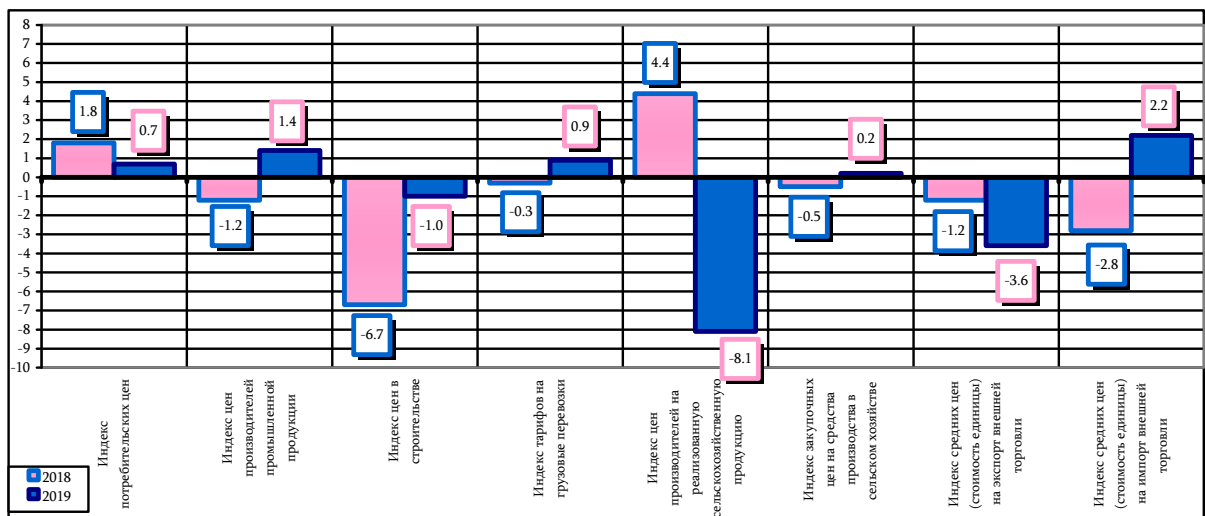 8
7
6
5
4
3
2
1
0
-1
-2
-3
-4
-5
-6
-7
-8
-9
-10
1.8
0.7
-1.2
1.4
-6.7
-1.0
-0.3
0.9
4.4
-8.1
-0.5
0.2
-1.2
-3.6
-2.8
2.2
Индекс
потребительских цен
Индекс цен
производителей
промышленной
продукции
Индекс цен в
строительстве
Индекс тарифов на
грузовые перевозки
Индекс цен
производителей на
реализованную
сельскохозяйственную
продукцию
Индекс закупочных
цен на средства
производства в
сельском хозяйстве
Индекс средних цен
(стоимость единицы)
на экспорт внешней
торговли
Индекс средних цен
(стоимость единицы)
на импорт внешней
торговли
2018
2019